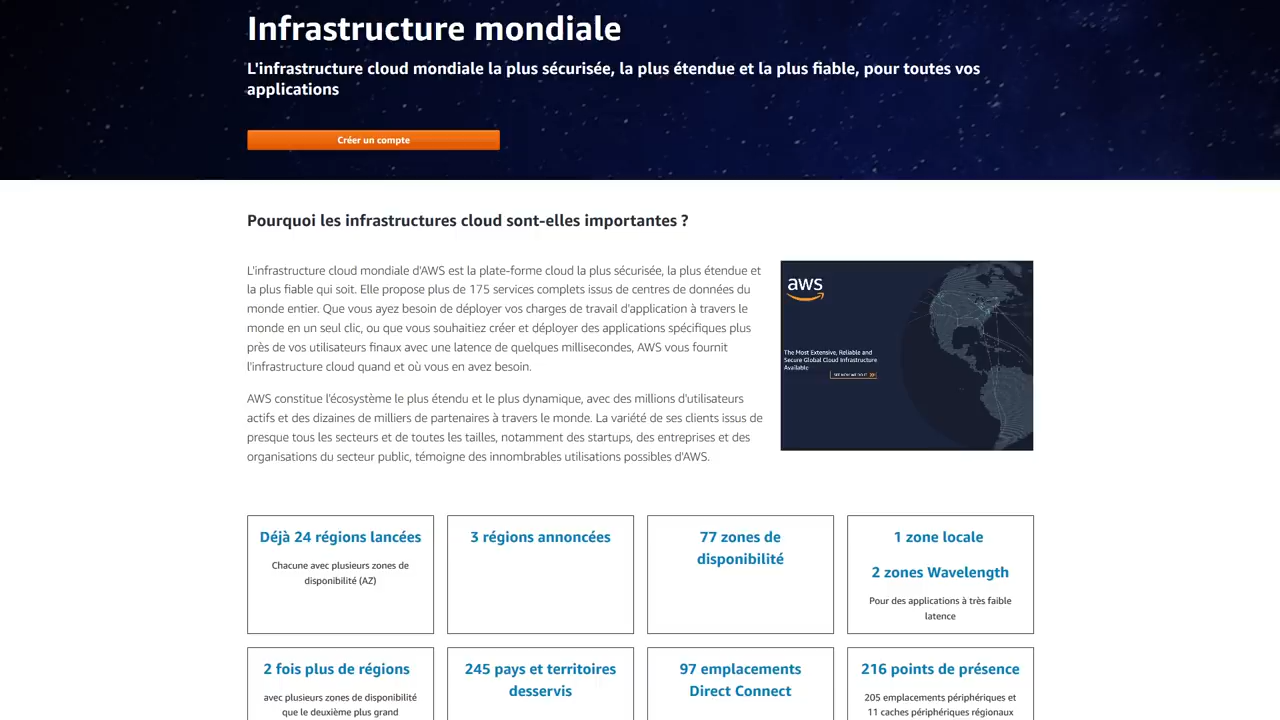 Infrastructure mondiale
L'infrastructure cloud mondiale la plus sécurisée, la plus étendue et la plus fiable, pour toutes vos
applications
Créer un compte
Pourquoi les infrastructures cloud sont-elles importantes ?
L'infrastructure cloud mondiale d'AWS est la plate-forme cloud la plus sécurisée, la plus étendue et
la plus fiable qui soit. Elle propose plus de 175 services complets issus de centres de données du
monde entier. Que vous ayez besoin de déployer vos charges de travail d'application à travers le
monde en un seul clic, ou que vous souhaitiez créer et déployer des applications spécifiques plus
près de vos utilisateurs finaux avec une latence de quelques millisecondes, AWS vous fournit
l'infrastructure cloud quand et où vous en avez besoin.
AWS constitue l'écosystème le plus étendu et le plus dynamique, avec des millions d'utilisateurs
actifs et des dizaines de milliers de partenaires à travers le monde. La variété de ses clients issus de
presque tous les secteurs et de toutes les tailles, notamment des startups, des entreprises et des
organisations du secteur public, témoigne des innombrables utilisations possibles d'AWS.
aws
The Most Extensive, Reliable and
Secure Global Cloud Infrastructure
Available
SEE HOW WE DO IT
Déjà 24 régions lancées
Chacune avec plusieurs zones de
disponibilité (AZ)
3 régions annoncées
77 zones de
disponibilité
1 zone locale
2 zones Wavelength
Pour des applications à très faible
latence
2 fois plus de régions
avec plusieurs zones de disponibilité
que le deuxième plus grand
245 pays et territoires
desservis
97 emplacements
Direct Connect
216 points de présence
205 emplacements périphériques et
11 caches périphériques régionaux